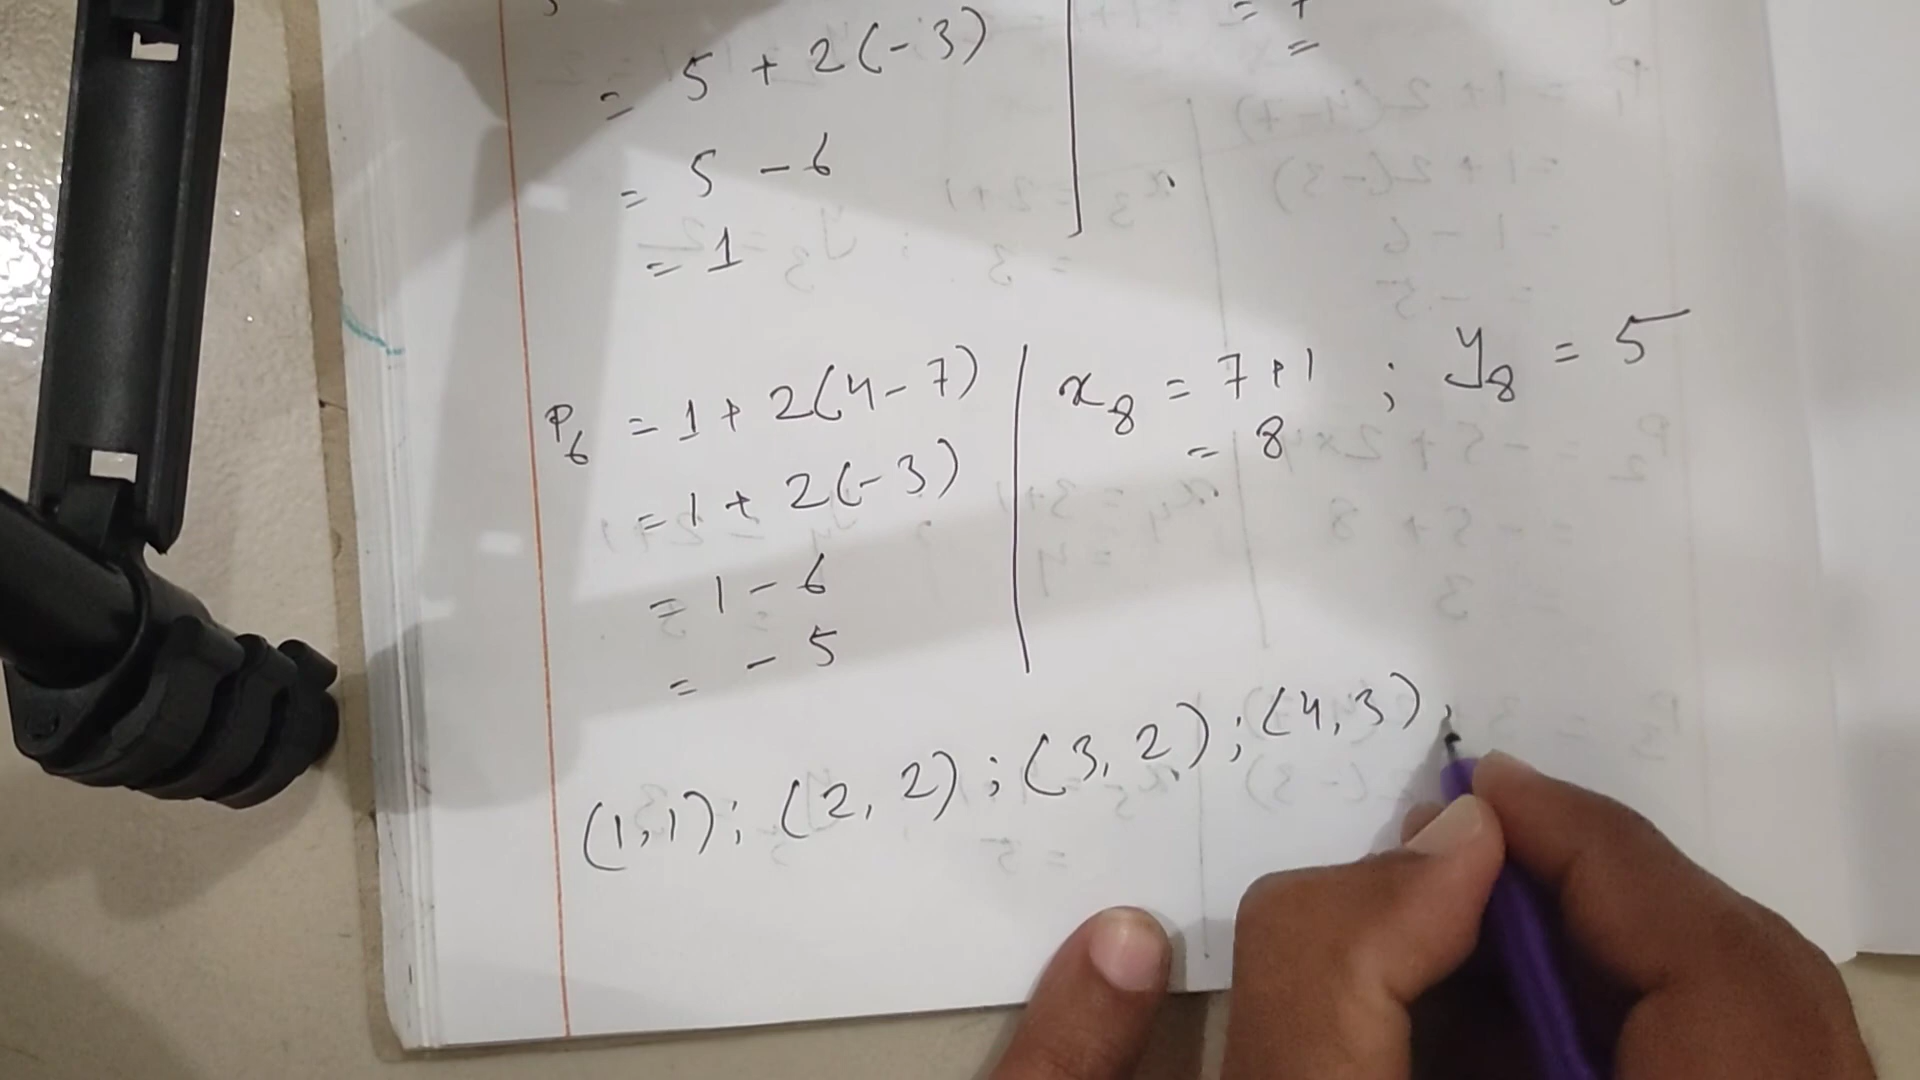 = 5 + 2(-3)
= 5 - 6
= 1
P6 = 1 + 2(4-7)
= 1 + 2(-3)
= 1 - 6
= - 5
x8 = 7+1 ; y8 = 5
= 8
(1,1); (2, 2); (3, 2); (4, 3);